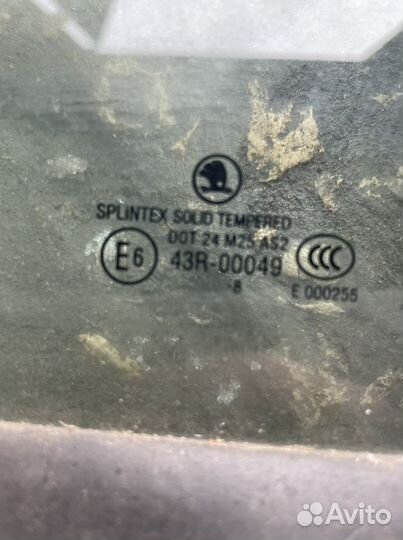 SPLINTEX SOLID TEMPERED
DOT 24 M25 AS2
E6 43R-00049 CCC
8 E 000255
Avito